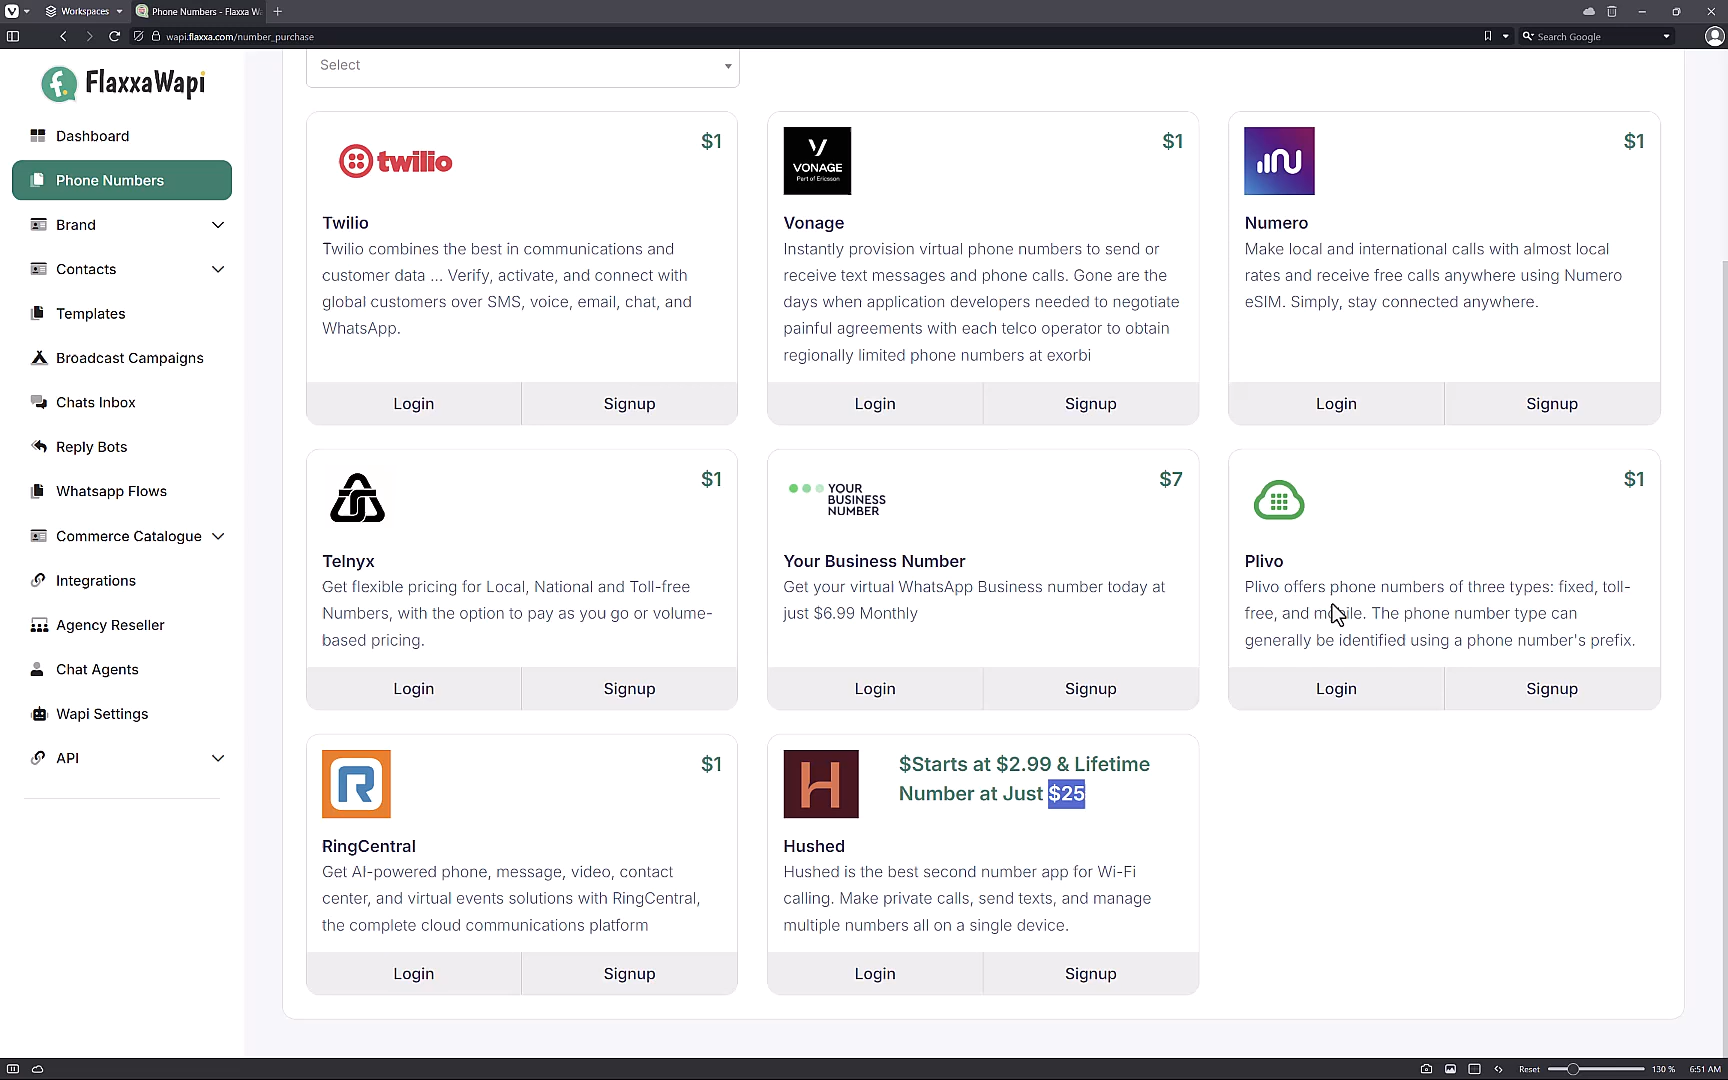 Workspaces
Phone Numbers - Flaxxa W
wapi.flaxxa.com/number_purchase
Search Google
FlaxxaWapi
Dashboard
Phone Numbers
Brand
Contacts
Templates
Broadcast Campaigns
Chats Inbox
Reply Bots
Whatsapp Flows
Commerce Catalogue
Integrations
Agency Reseller
Chat Agents
Wapi Settings
API
Select
twilio
$1
Twilio
Twilio combines the best in communications and
customer data ... Verify, activate, and connect with
global customers over SMS, voice, email, chat, and
WhatsApp.
Login
Signup
VONAGE
Part of Ericsson
$1
Vonage
Instantly provision virtual phone numbers to send or
receive text messages and phone calls. Gone are the
days when application developers needed to negotiate
painful agreements with each telco operator to obtain
regionally limited phone numbers at exorbi
Login
Signup
$1
Numero
Make local and international calls with almost local
rates and receive free calls anywhere using Numero
eSIM. Simply, stay connected anywhere.
Login
Signup
$1
Telnyx
Get flexible pricing for Local, National and Toll-free
Numbers, with the option to pay as you go or volume-
based pricing.
Login
Signup
YOUR
BUSINESS
NUMBER
$7
Your Business Number
Get your virtual WhatsApp Business number today at
just $6.99 Monthly
Login
Signup
$1
Plivo
Plivo offers phone numbers of three types: fixed, toll-
free, and mobile. The phone number type can
generally be identified using a phone number's prefix.
Login
Signup
R
$1
RingCentral
Get AI-powered phone, message, video, contact
center, and virtual events solutions with RingCentral,
the complete cloud communications platform
Login
Signup
H
$Starts at $2.99 & Lifetime
Number at Just $25
Hushed
Hushed is the best second number app for Wi-Fi
calling. Make private calls, send texts, and manage
multiple numbers all on a single device.
Login
Signup
Reset
130 %
6:51 AM